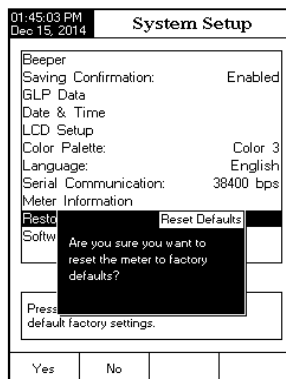 01:45:03 PM
Dec 15, 2014
System Setup
Beeper
Saving Confirmation: Enabled
GLP Data
Date & Time
LCD Setup
Color Palette: Color 3
Language: English
Serial Communication: 38400 bps
Meter Information
Resto
Reset Defaults
Softw
Are you sure you want to
reset the meter to factory
defaults?
Press
default factory settings.
Yes No